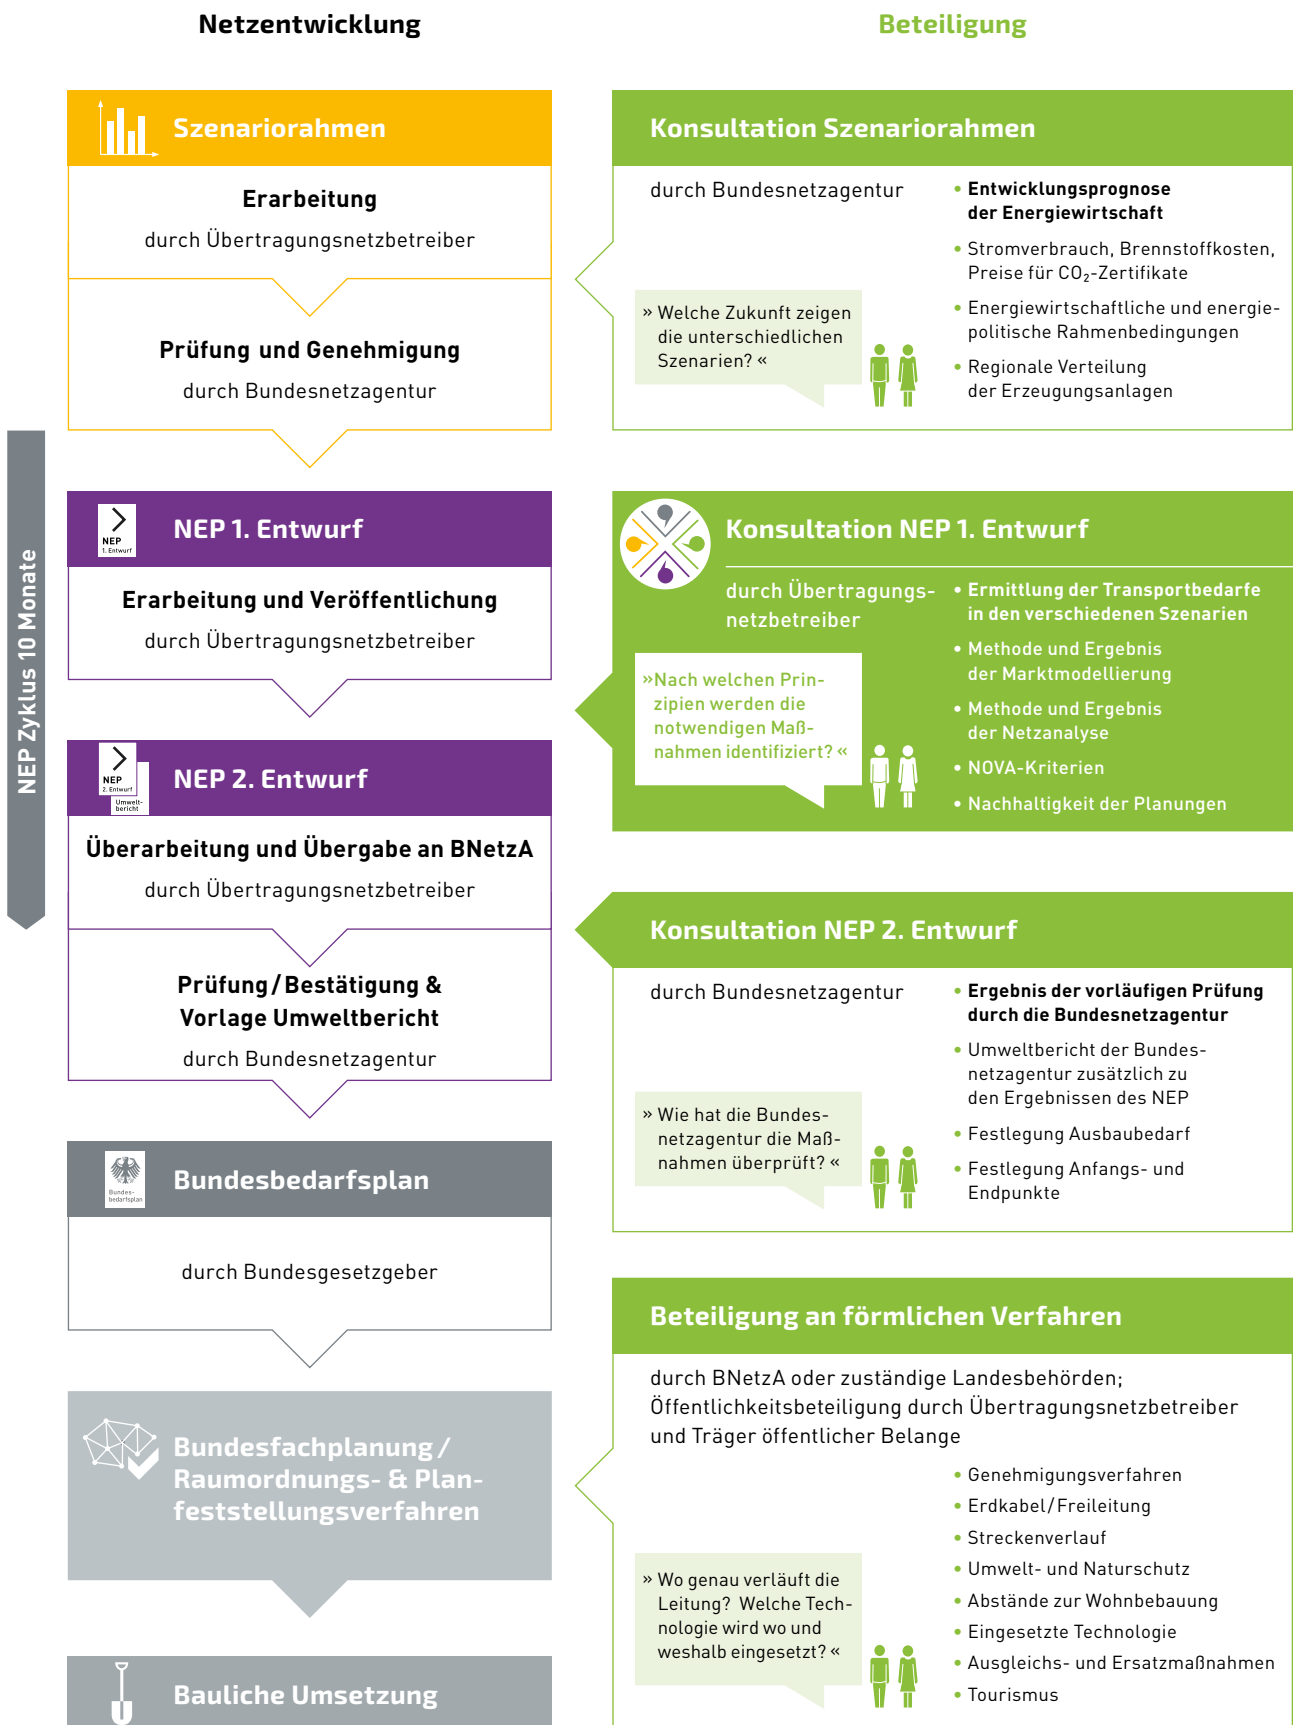 Netzentwicklung
Beteiligung
Szenariorahmen
Erarbeitung
durch Übertragungsnetzbetreiber
Prüfung und Genehmigung
durch Bundesnetzagentur
Konsultation Szenariorahmen
durch Bundesnetzagentur
» Welche Zukunft zeigen
die unterschiedlichen
Szenarien? «
• Entwicklungsprognose
der Energiewirtschaft
• Stromverbrauch, Brennstoffkosten,
Preise für CO₂-Zertifikate
• Energiewirtschaftliche und energie-
politische Rahmenbedingungen
• Regionale Verteilung
der Erzeugungsanlagen
NEP Zyklus 10 Monate
NEP
1. Entwurf
NEP 1. Entwurf
Erarbeitung und Veröffentlichung
durch Übertragungsnetzbetreiber
Konsultation NEP 1. Entwurf
durch Übertragungs-
netzbetreiber
»Nach welchen Prin-
zipien werden die
notwendigen Maß-
nahmen identifiziert? «
• Ermittlung der Transportbedarfe
in den verschiedenen Szenarien
• Methode und Ergebnis
der Marktmodellierung
• Methode und Ergebnis
der Netzanalyse
• NOVA-Kriterien
• Nachhaltigkeit der Planungen
NEP
2. Entwurf
Umwelt-
bericht
NEP 2. Entwurf
Überarbeitung und Übergabe an BNetzA
durch Übertragungsnetzbetreiber
Prüfung/Bestätigung &
Vorlage Umweltbericht
durch Bundesnetzagentur
Konsultation NEP 2. Entwurf
durch Bundesnetzagentur
» Wie hat die Bundes-
netzagentur die Maß-
nahmen überprüft? «
• Ergebnis der vorläufigen Prüfung
durch die Bundesnetzagentur
• Umweltbericht der Bundes-
netzagentur zusätzlich zu
den Ergebnissen des NEP
• Festlegung Ausbaubedarf
• Festlegung Anfangs- und
Endpunkte
Bundes-
bedarfsplan
Bundesbedarfsplan
durch Bundesgesetzgeber
Bundesfachplanung/
Raumordnungs- & Plan-
feststellungsverfahren
Bauliche Umsetzung
Beteiligung an förmlichen Verfahren
durch BNetzA oder zuständige Landesbehörden;
Öffentlichkeitsbeteiligung durch Übertragungsnetzbetreiber
und Träger öffentlicher Belange
» Wo genau verläuft die
Leitung? Welche Tech-
nologie wird wo und
weshalb eingesetzt? «
• Genehmigungsverfahren
• Erdkabel/Freileitung
• Streckenverlauf
• Umwelt- und Naturschutz
• Abstände zur Wohnbebauung
• Eingesetzte Technologie
• Ausgleichs- und Ersatzmaßnahmen
• Tourismus